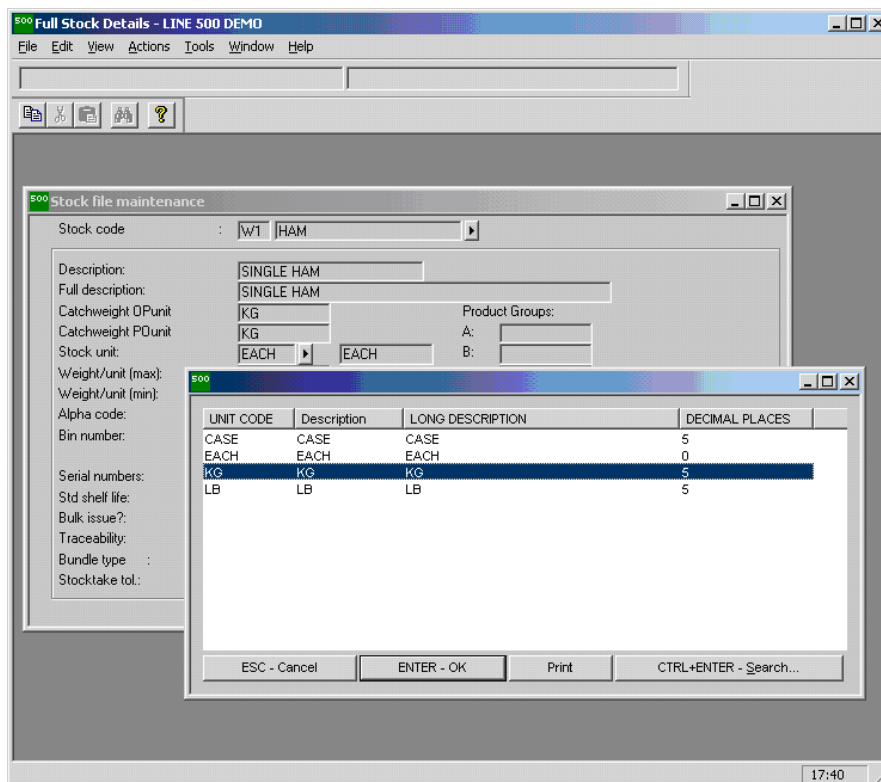 500 Full Stock Details - LINE 500 DEMO
File Edit View Actions Tools Window Help
500 Stock file maintenance
Stock code : W1 HAM
Description: SINGLE HAM
Full description: SINGLE HAM
Catchweight OPunit KG Product Groups:
Catchweight POunit KG A:
Stock unit: EACH EACH B:
Weight/unit (max):
Weight/unit (min):
Alpha code:
Bin number:
Serial numbers:
Std shelf life:
Bulk issue?:
Traceability:
Bundle type :
Stocktake tol.:
500
UNIT CODE Description LONG DESCRIPTION DECIMAL PLACES
CASE CASE CASE 5
EACH EACH EACH 0
KG KG KG 5
LB LB LB 5
ESC - Cancel ENTER - OK Print CTRL+ENTER - Search...
17:40